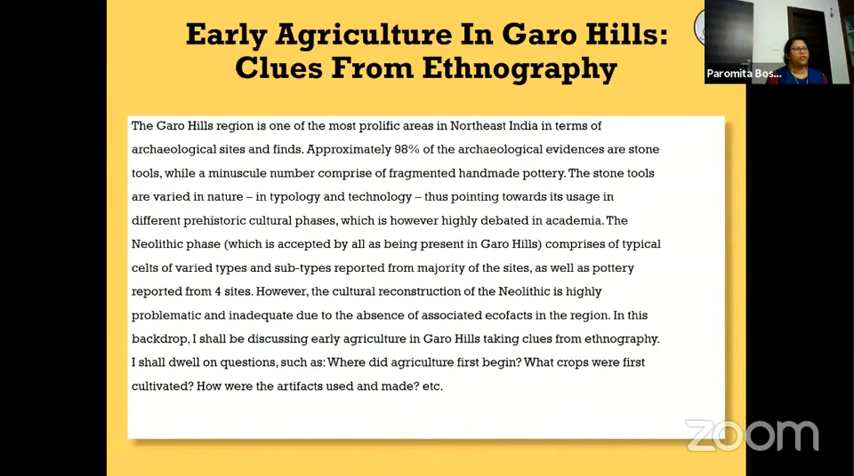 Early Agriculture In Garo Hills:
Clues From Ethnography
Paromita Bos...
The Garo Hills region is one of the most prolific areas in Northeast India in terms of
archaeological sites and finds. Approximately 98% of the archaeological evidences are stone
tools, while a minuscule number comprise of fragmented handmade pottery. The stone tools
are varied in nature – in typology and technology – thus pointing towards its usage in
different prehistoric cultural phases, which is however highly debated in academia. The
Neolithic phase (which is accepted by all as being present in Garo Hills) comprises of typical
celts of varied types and sub-types reported from majority of the sites, as well as pottery
reported from 4 sites. However, the cultural reconstruction of the Neolithic is highly
problematic and inadequate due to the absence of associated ecofacts in the region. In this
backdrop, I shall be discussing early agriculture in Garo Hills taking clues from ethnography.
I shall dwell on questions, such as: Where did agriculture first begin? What crops were first
cultivated? How were the artifacts used and made? etc.
zoom